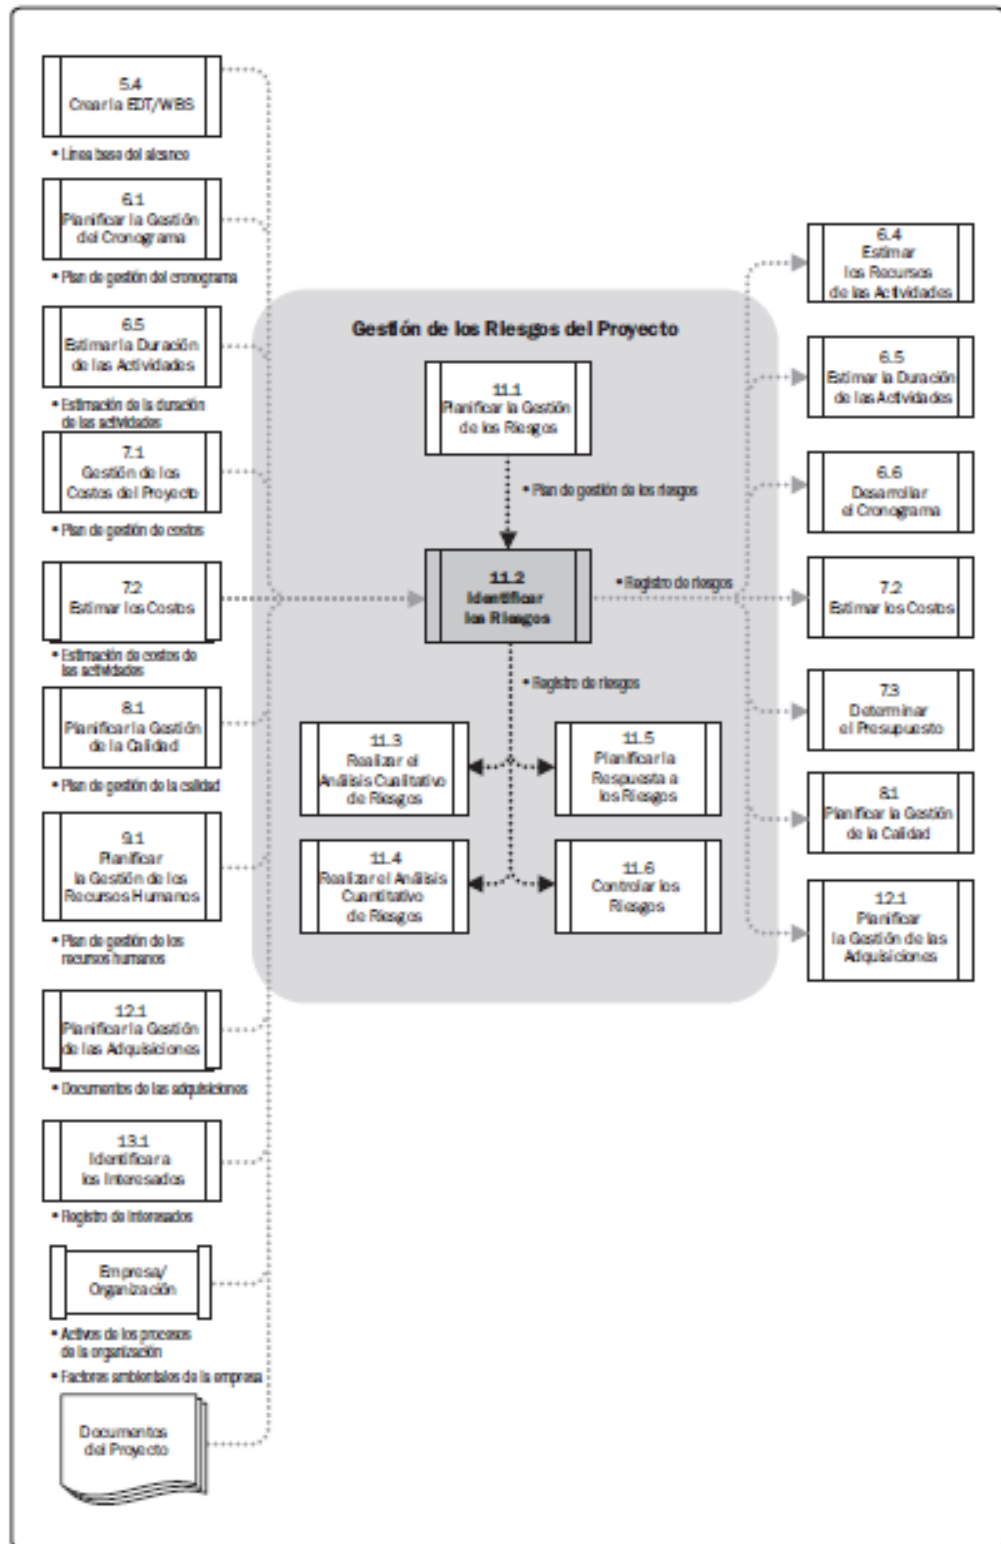 5.4
Crear la EDT/WBS
• Línea base del alcance
6.1
Planificar la Gestión
del Cronograma
• Plan de gestión del cronograma
6.5
Estimar la Duración
de las Actividades
• Estimación de la duración
de las actividades
7.1
Gestión de los
Costos del Proyecto
• Plan de gestión de costos
7.2
Estimar los Costos
• Estimación de costos de
las actividades
8.1
Planificar la Gestión
de la Calidad
• Plan de gestión de la calidad
9.1
Planificar
la Gestión de los
Recursos Humanos
• Plan de gestión de los
recursos humanos
12.1
Planificar la Gestión
de las Adquisiciones
• Documentos de las adquisiciones
13.1
Identificar a
los Interesados
• Registro de interesados
Empresa/
Organización
• Activos de los procesos
de la organización
• Factores ambientales de la empresa
Documentos
del Proyecto
Gestión de los Riesgos del Proyecto
11.1
Planificar la Gestión
de los Riesgos
• Plan de gestión de los riesgos
11.2
Identificar
los Riesgos
• Registro de riesgos
• Registro de riesgos
11.3
Realizar el
Análisis Cualitativo
de Riesgos
11.5
Planificar la
Respuesta a
los Riesgos
11.4
Realizar el Análisis
Cuantitativo
de Riesgos
11.6
Controlar los
Riesgos
6.4
Estimar
los Recursos
de las Actividades
6.5
Estimar la Duración
de las Actividades
6.6
Desarrollar
el Cronograma
7.2
Estimar los Costos
7.3
Determinar
el Presupuesto
8.1
Planificar la Gestión
de la Calidad
12.1
Planificar
la Gestión de las
Adquisiciones